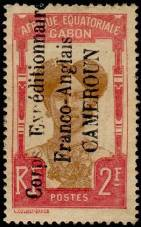 AFRIQUE EQUATORIALE
GABON
Corps Expéditionnaire
Franco-Anglais
CAMEROUN
2F
POSTES